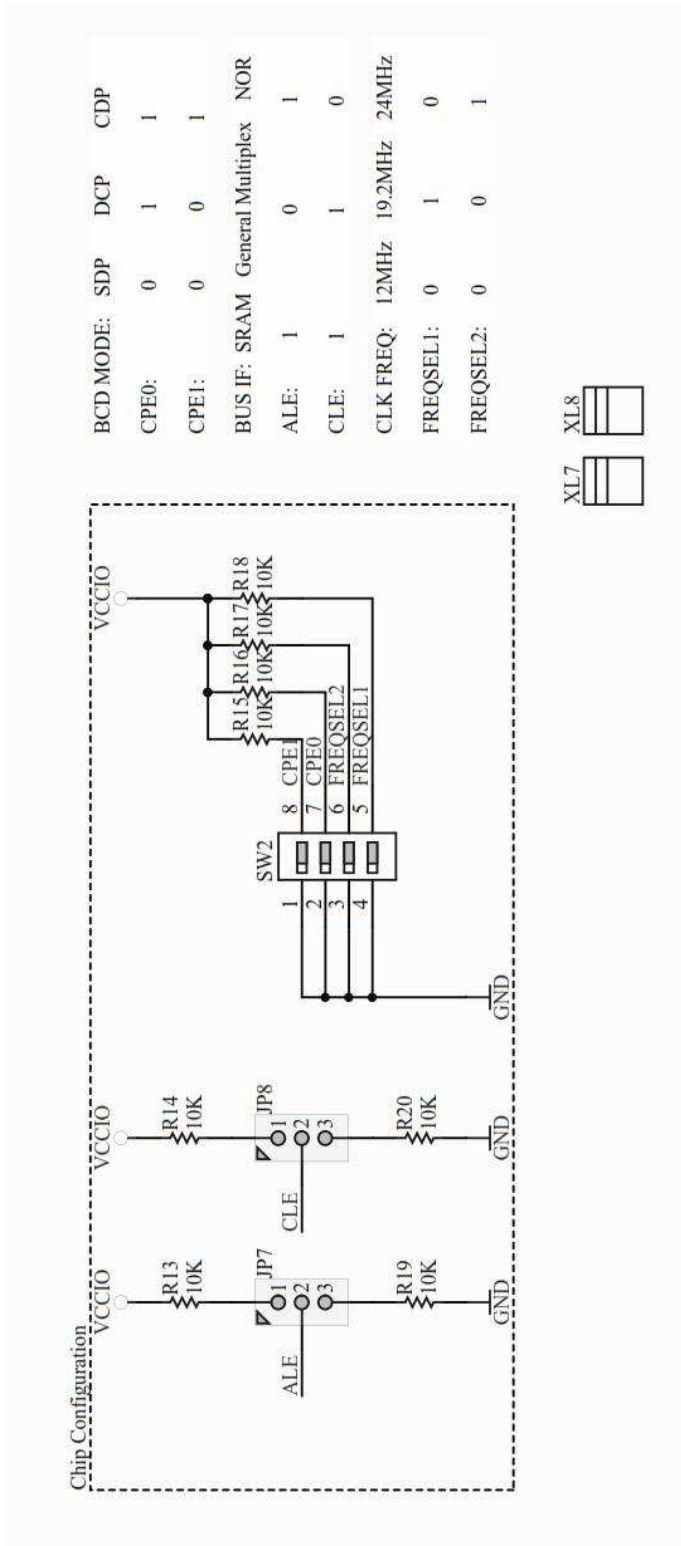 Chip Configuration
VCCIO
R13
10K
JP7
1
2
3
ALE
R19
10K
GND
VCCIO
R14
10K
JP8
1
2
3
CLE
R20
10K
GND
VCCIO
R15
10K
R16
10K
R17
10K
R18
10K
SW2
1
2
3
4
8 CPE1
7 CPE0
6 FREQSEL2
5 FREQSEL1
GND
BCD MODE: SDP DCP CDP
CPE0: 0 1 1
CPE1: 0 0 1
BUS IF: SRAM General Multiplex NOR
ALE: 1 0 1
CLE: 1 1 0
CLK FREQ: 12MHz 19.2MHz 24MHz
FREQSEL1: 0 1 0
FREQSEL2: 0 0 1
XL7 XL8